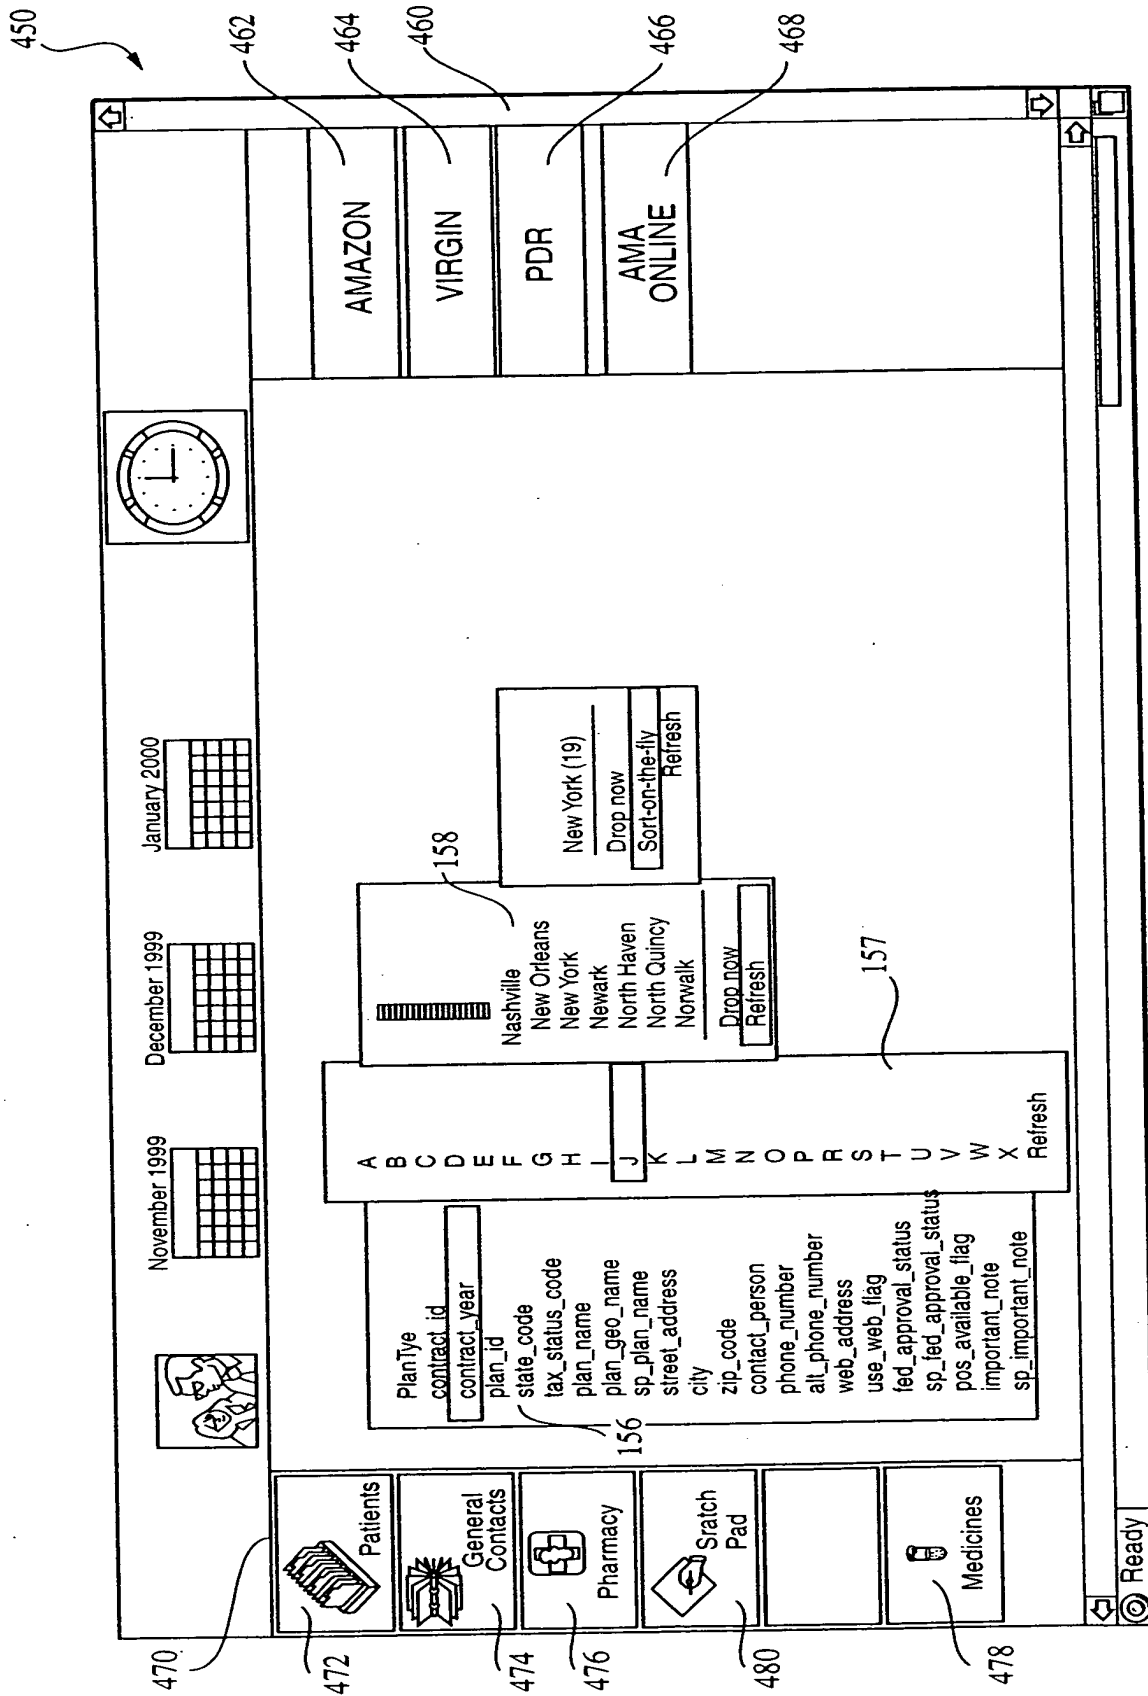 450
November 1999
December 1999
January 2000
470
472
Patients
474
General
Contacts
476
Pharmacy
480
Sratch
Pad
478
Medicines
Ready
PlanTye
contract_id
contract_year
plan_id
state_code
tax_status_code
plan_name
plan_geo_name
sp_plan_name
street_address
city
zip_code
contact_person
phone_number
alt_phone_number
web_address
use_web_flag
fed_approval_status
sp_fed_approval_status
pos_available_flag
important_note
sp_important_note
156
A
B
C
D
E
F
G
H
I
J
K
L
M
N
O
P
R
S
T
U
V
W
X
Refresh
157
158
Nashville
New Orleans
New York
Newark
North Haven
North Quincy
Norwalk
Drop now
Refresh
New York (19)
Drop now
Sort-on-the-fly
Refresh
AMAZON
VIRGIN
PDR
AMA
ONLINE
462
464
460
466
468